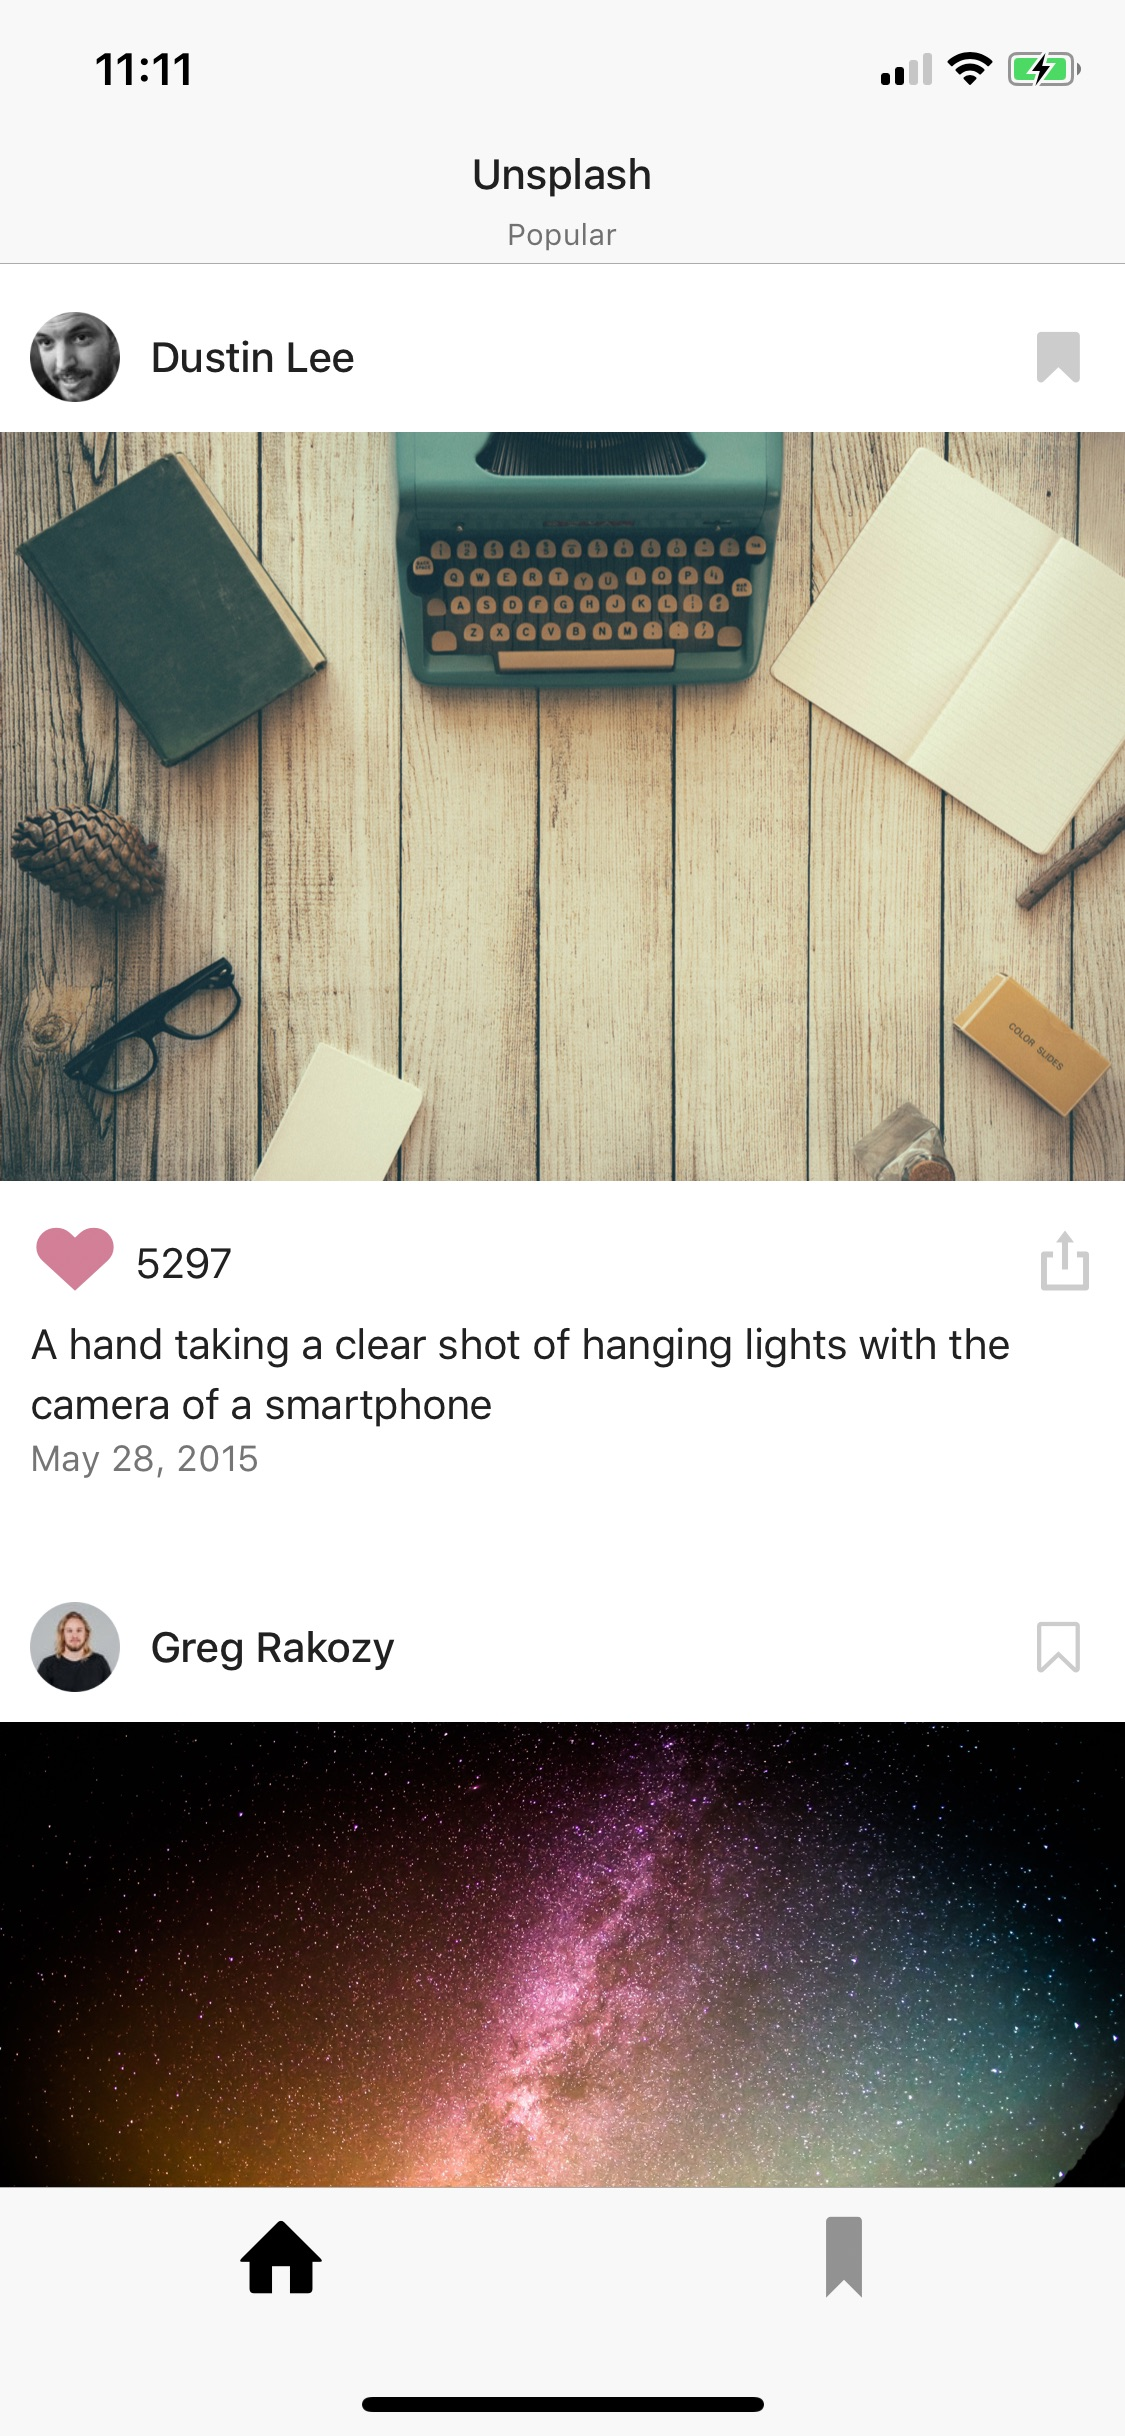 11:11
Unsplash
Popular
Dustin Lee
Q W E R T Y U I O P
A S D F G H J K L
Z X C V B N M
COLOR SLIDES
5297
A hand taking a clear shot of hanging lights with the
camera of a smartphone
May 28, 2015
Greg Rakozy